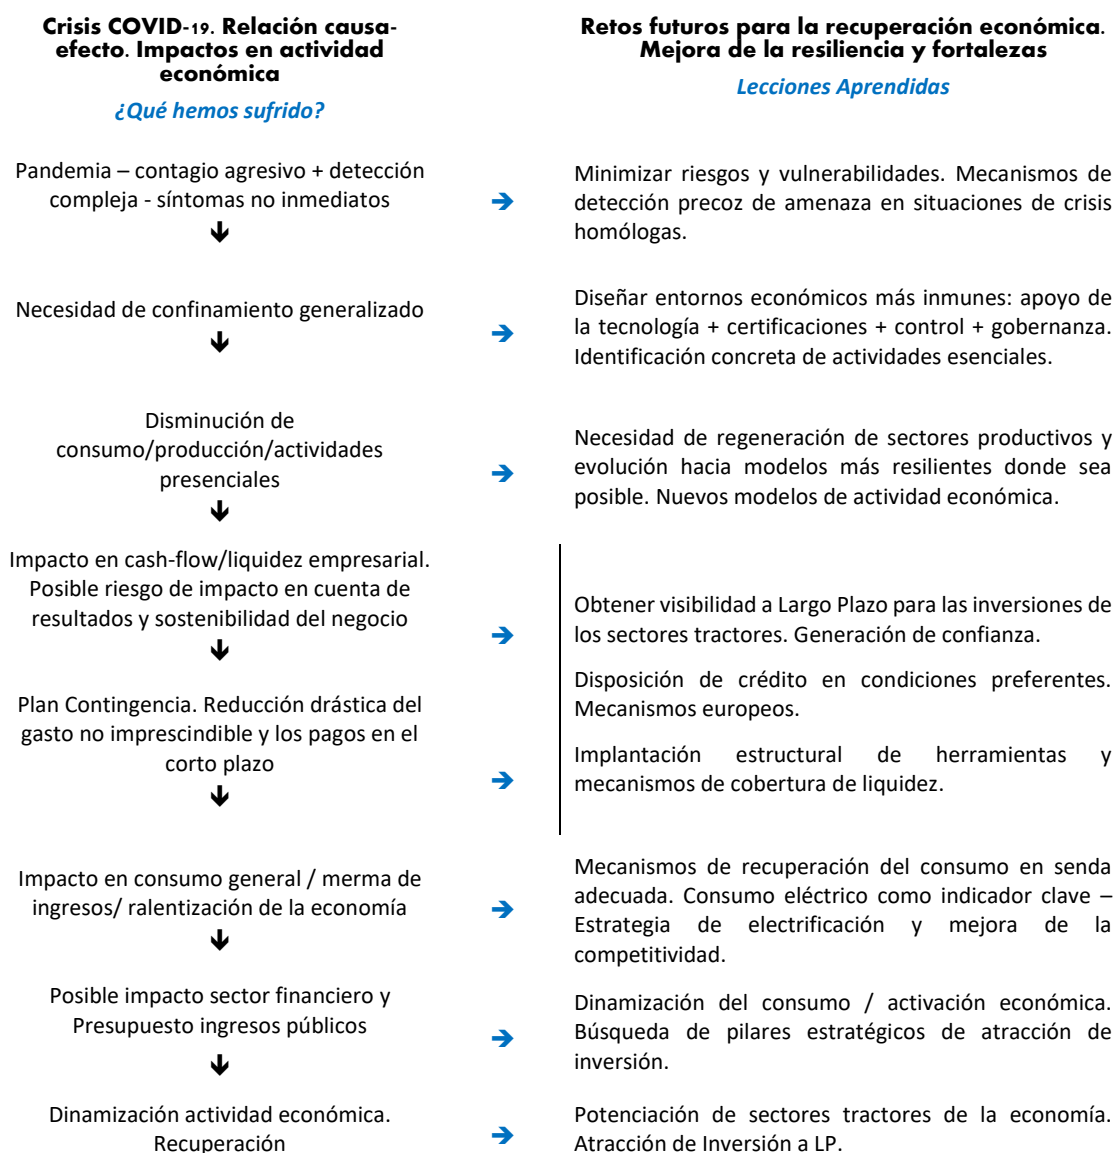 Crisis COVID-19. Relación causa-
efecto. Impactos en actividad
económica
¿Qué hemos sufrido?
Retos futuros para la recuperación económica.
Mejora de la resiliencia y fortalezas
Lecciones Aprendidas
Pandemia – contagio agresivo + detección
compleja - síntomas no inmediatos
Minimizar riesgos y vulnerabilidades. Mecanismos de
detección precoz de amenaza en situaciones de crisis
homólogas.
Necesidad de confinamiento generalizado
Diseñar entornos económicos más inmunes: apoyo de
la tecnología + certificaciones + control + gobernanza.
Identificación concreta de actividades esenciales.
Disminución de
consumo/producción/actividades
presenciales
Necesidad de regeneración de sectores productivos y
evolución hacia modelos más resilientes donde sea
posible. Nuevos modelos de actividad económica.
Impacto en cash-flow/liquidez empresarial.
Posible riesgo de impacto en cuenta de
resultados y sostenibilidad del negocio
Obtener visibilidad a Largo Plazo para las inversiones de
los sectores tractores. Generación de confianza.
Plan Contingencia. Reducción drástica del
gasto no imprescindible y los pagos en el
corto plazo
Disposición de crédito en condiciones preferentes.
Mecanismos europeos.
Implantación estructural de herramientas y
mecanismos de cobertura de liquidez.
Impacto en consumo general / merma de
ingresos/ ralentización de la economía
Mecanismos de recuperación del consumo en senda
adecuada. Consumo eléctrico como indicador clave –
Estrategia de electrificación y mejora de la
competitividad.
Posible impacto sector financiero y
Presupuesto ingresos públicos
Dinamización del consumo / activación económica.
Búsqueda de pilares estratégicos de atracción de
inversión.
Dinamización actividad económica.
Recuperación
Potenciación de sectores tractores de la economía.
Atracción de Inversión a LP.